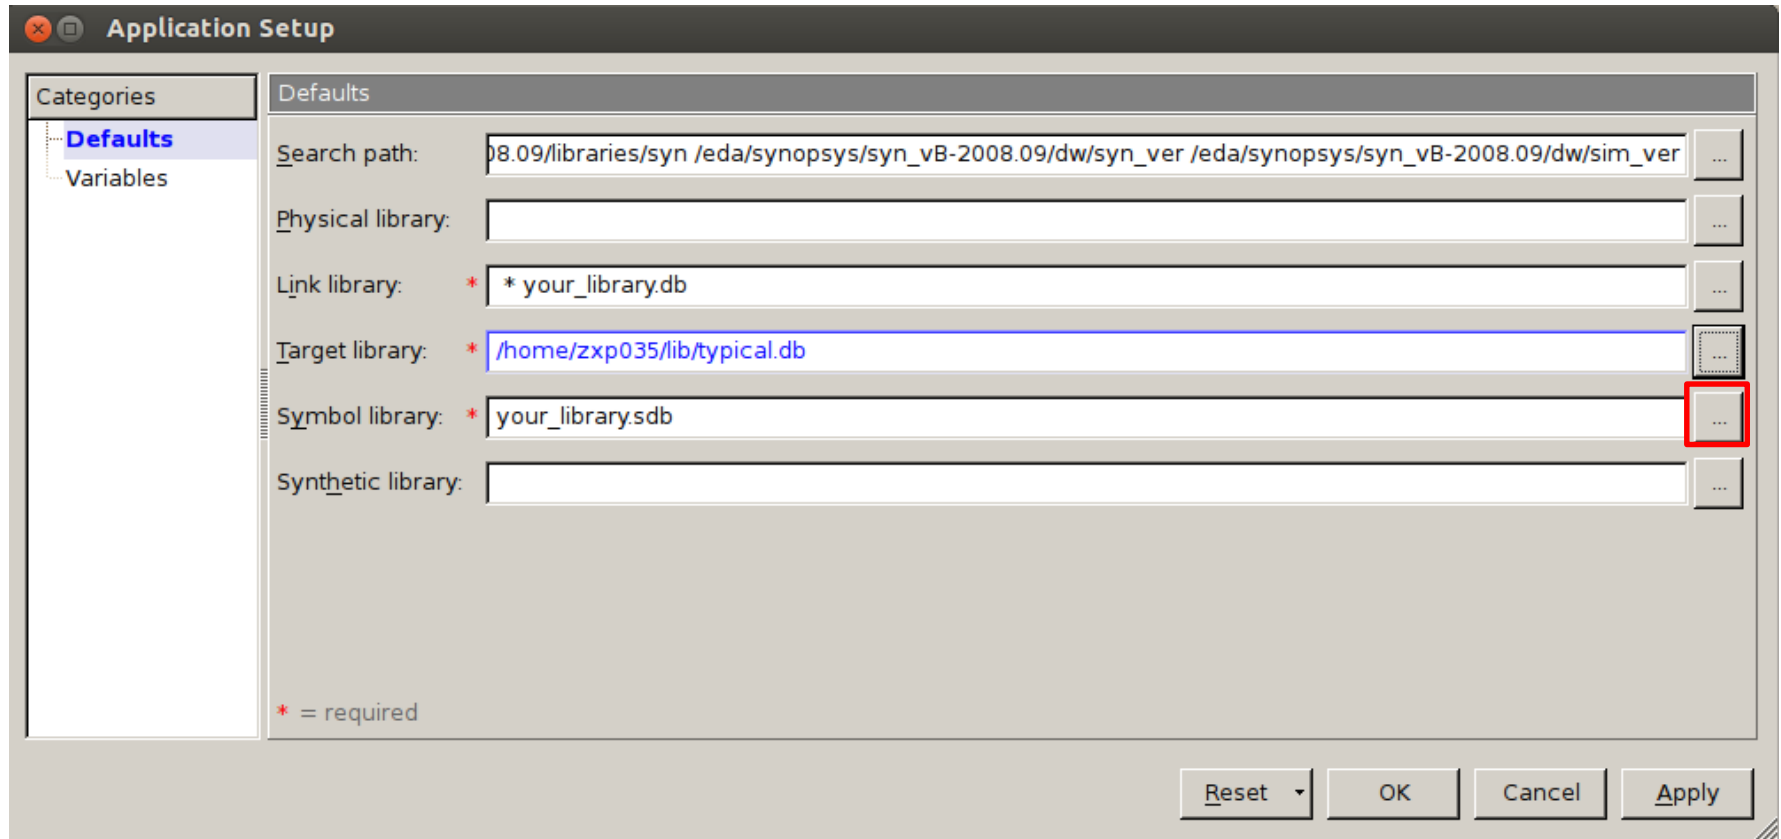 Application Setup
Categories
Defaults
Variables
Defaults
Search path: 08.09/libraries/syn /eda/synopsys/syn_vB-2008.09/dw/syn_ver /eda/synopsys/syn_vB-2008.09/dw/sim_ver ...
Physical library: ...
Link library: * * your_library.db ...
Target library: * /home/zxp035/lib/typical.db ...
Symbol library: * your_library.sdb ...
Synthetic library: ...
* = required
Reset OK Cancel Apply